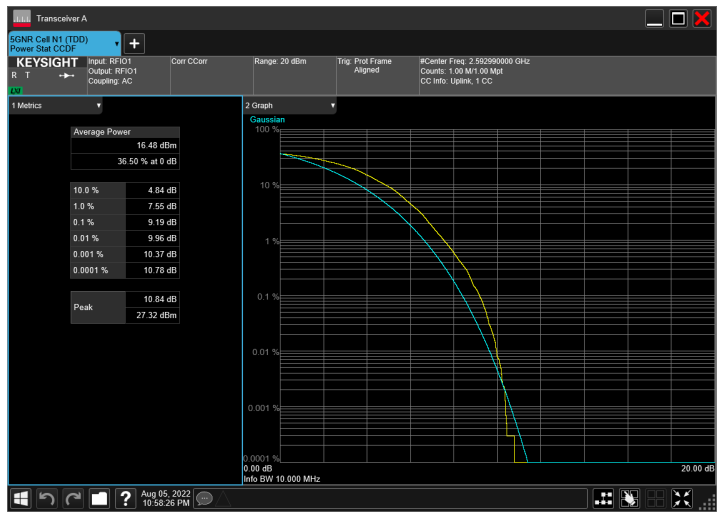 Transceiver A
5GNR Cell N1 (TDD)
Power Stat CCDF
KEYSIGHT
R T
LXI
Input: RFIO1
Output: RFIO1
Coupling: AC
Corr CCorr
Range: 20 dBm
Trig: Prot Frame
Aligned
#Center Freq: 2.592990000 GHz
Counts: 1.00 M/1.00 Mpt
CC Info: Uplink, 1 CC
1 Metrics
Average Power
16.48 dBm
36.50 % at 0 dB
10.0 % 4.84 dB
1.0 % 7.55 dB
0.1 % 9.19 dB
0.01 % 9.96 dB
0.001 % 10.37 dB
0.0001 % 10.78 dB
Peak
10.84 dB
27.32 dBm
2 Graph
Gaussian
100 %
10 %
1 %
0.1 %
0.01 %
0.001 %
0.0001 %
0.00 dB
20.00 dB
Info BW 10.000 MHz
?
Aug 05, 2022
10:58:26 PM